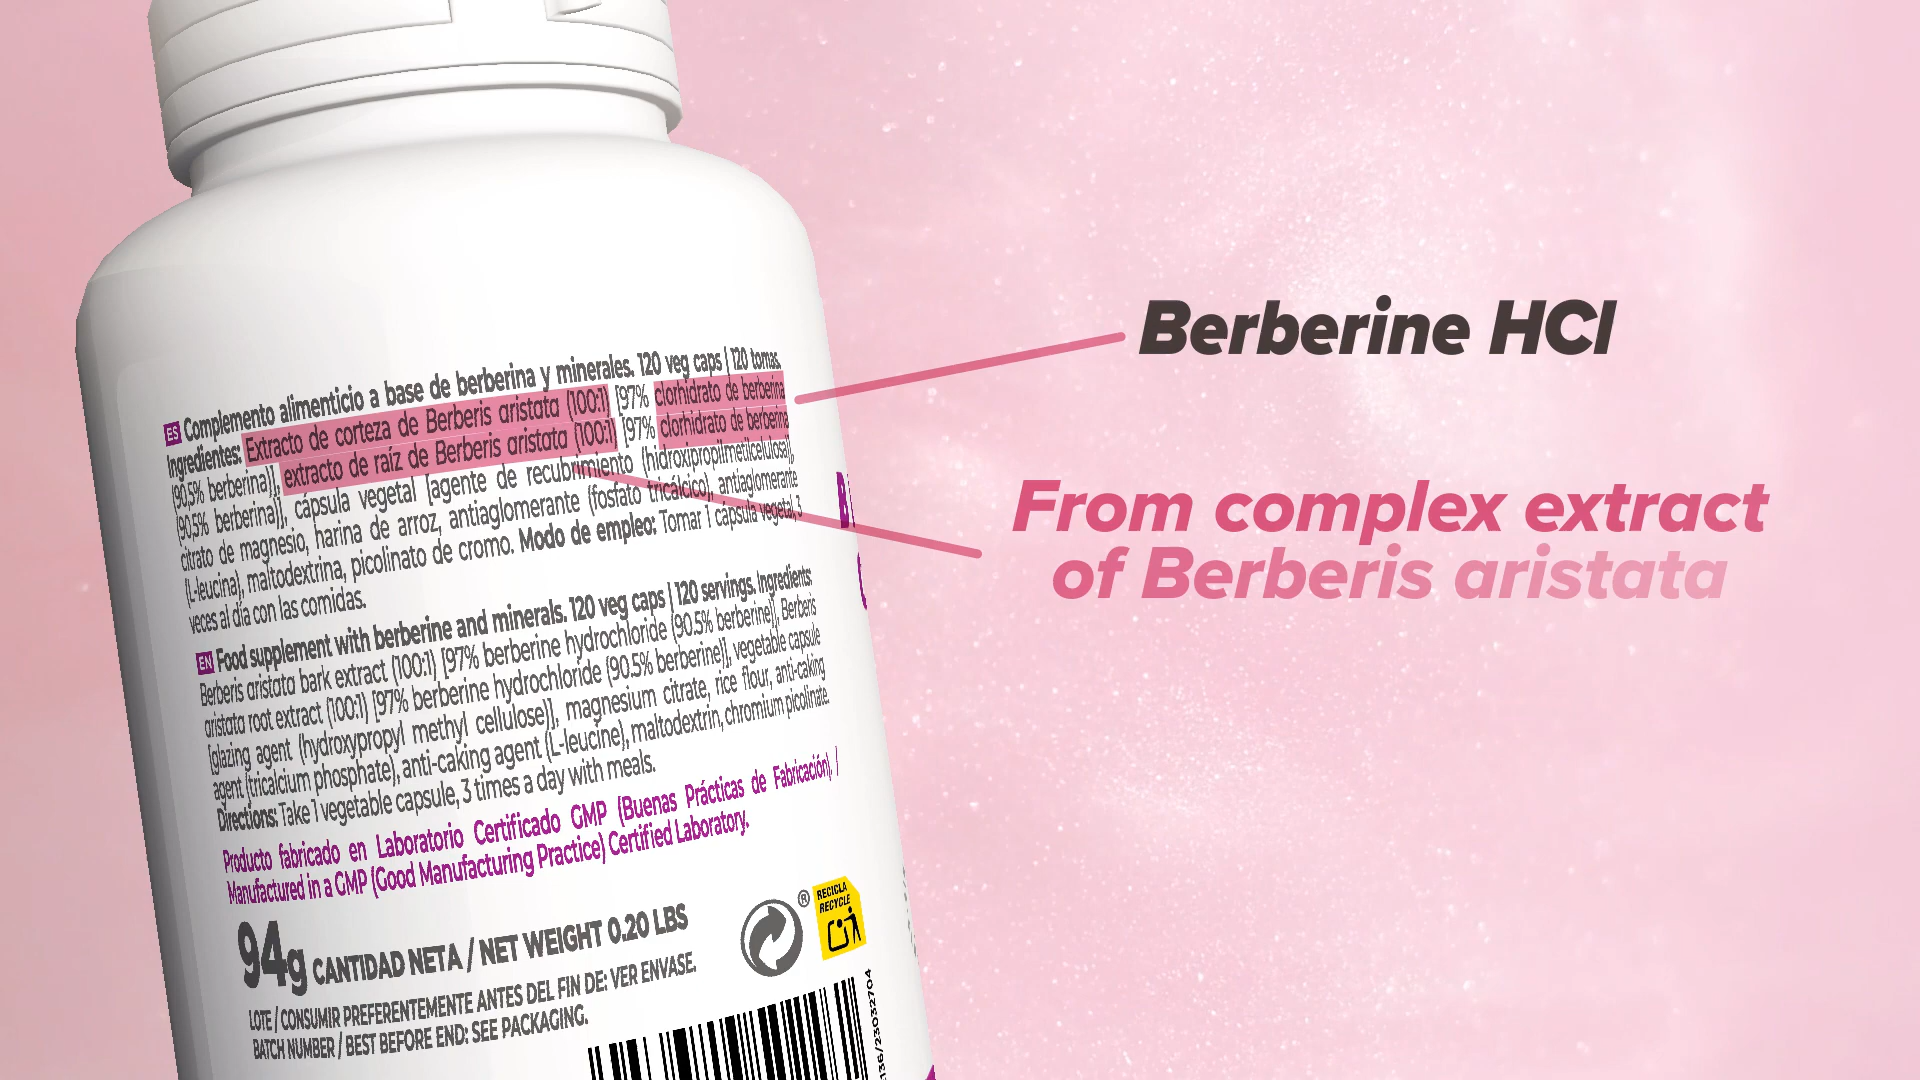 ES Complemento alimenticio a base de berberina y minerales. 120 veg caps | 120 tomas.
Ingredientes: Extracto de corteza de Berberis aristata (100:1) [97% clorhidrato de berberina
(90.5% berberina)], extracto de raíz de Berberis aristata (100:1) [97% clorhidrato de berberina
(90.5% berberina)], cápsula vegetal [agente de recubrimiento (hidroxipropilmetilcelulosa)],
citrato de magnesio, harina de arroz, antiaglomerante (fosfato tricálcico), antiaglomerante
(L-leucina), maltodextrina, picolinato de cromo. Modo de empleo: Tomar 1 cápsula vegetal, 3
veces al día con las comidas.
EN Food supplement with berberine and minerals. 120 veg caps | 120 servings. Ingredients:
Berberis aristata bark extract (100:1) [97% berberine hydrochloride (90.5% berberine)], Berberis
aristata root extract (100:1) [97% berberine hydrochloride (90.5% berberine)], vegetable capsule
[glazing agent (hydroxypropyl methyl cellulose)], magnesium citrate, rice flour, anti-caking
agent (tricalcium phosphate), anti-caking agent (L-leucine), maltodextrin, chromium picolinate.
Directions: Take 1 vegetable capsule, 3 times a day with meals.
Producto fabricado en Laboratorio Certificado GMP (Buenas Prácticas de Fabricación). /
Manufactured in a GMP (Good Manufacturing Practice) Certified Laboratory.
94g CANTIDAD NETA / NET WEIGHT 0.20 LBS
®
RECICLA
RECYCLE
LOTE / CONSUMIR PREFERENTEMENTE ANTES DEL FIN DE: VER ENVASE.
BATCH NUMBER / BEST BEFORE END: SEE PACKAGING.
Berberine HCl
From complex extract
of Berberis aristata